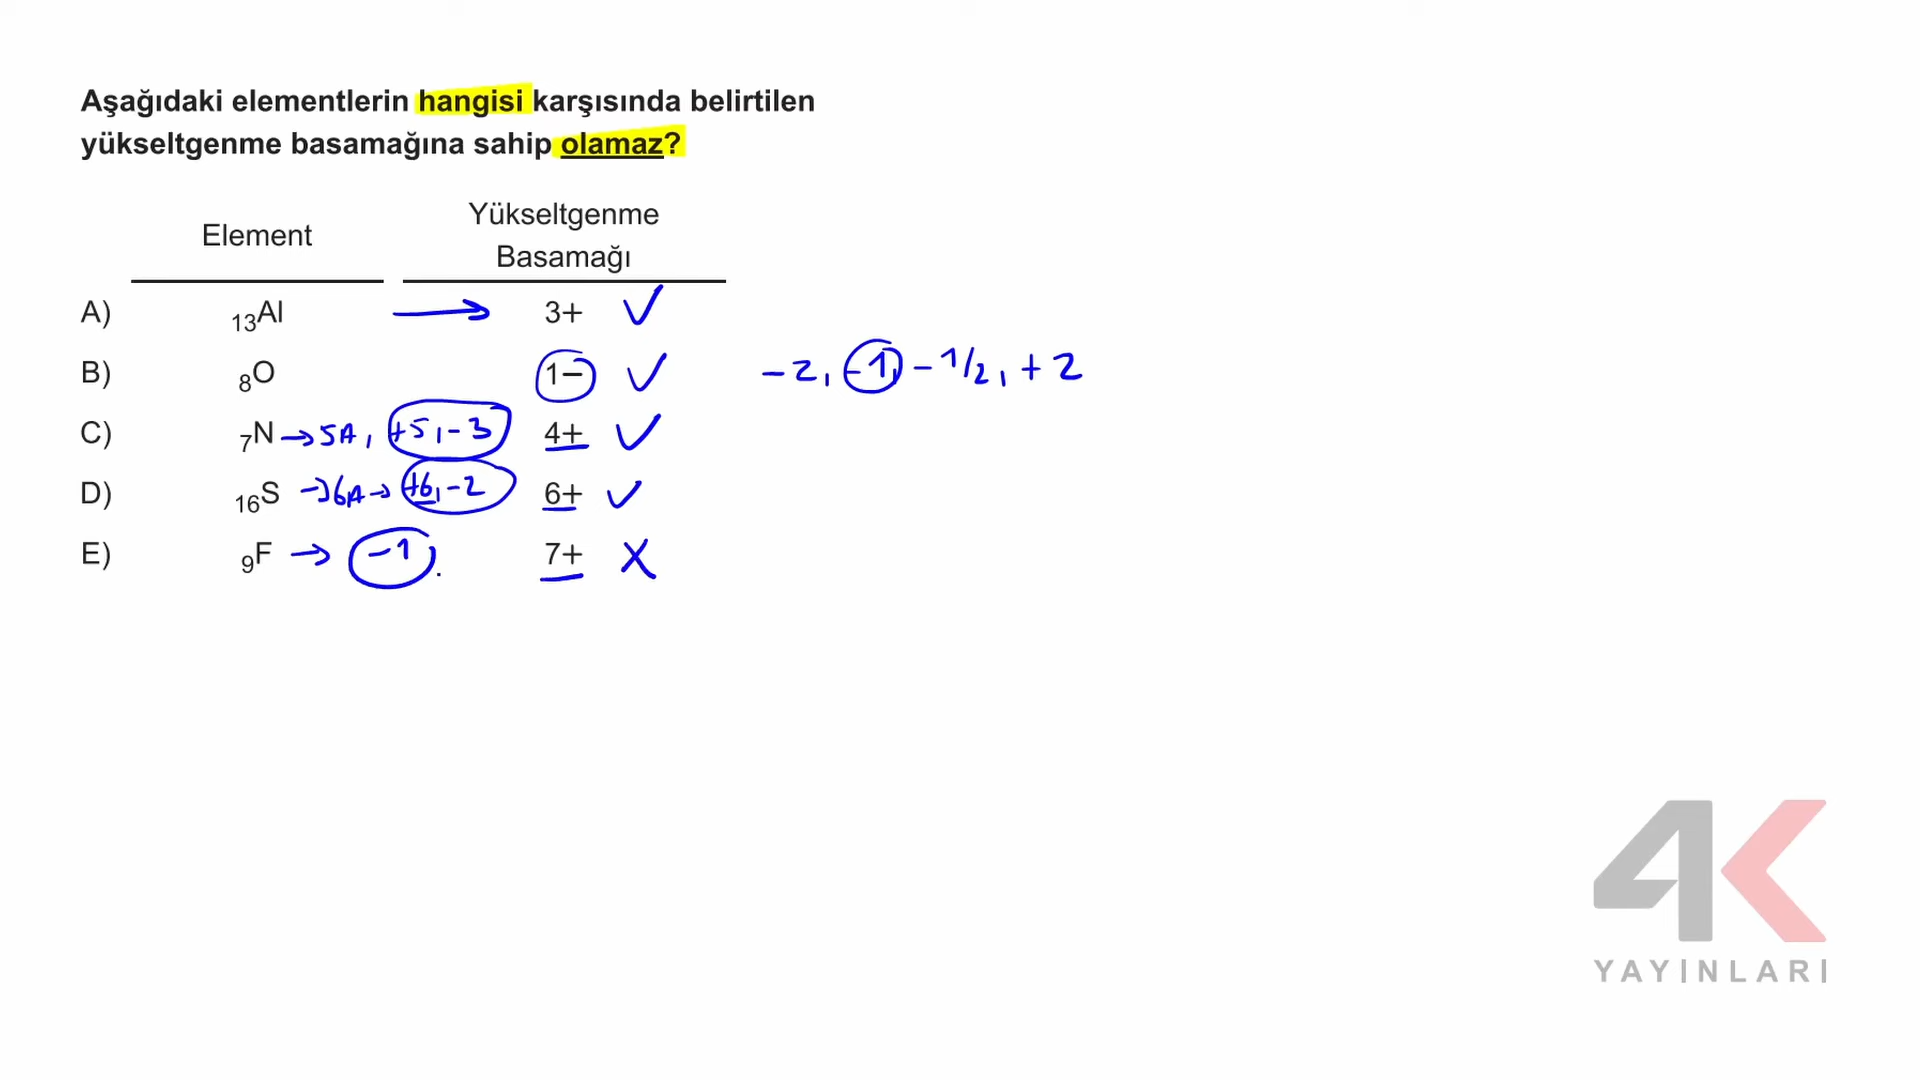 Aşağıdaki elementlerin hangisi karşısında belirtilen
yükseltgenme basamağına sahip olamaz?
Element
Yükseltgenme
Basamağı
A) 13Al → 3+ ✓
B) 8O 1− ✓ -2, -1, -1/2, +2
C) 7N → 5A, +5, -3 4+ ✓
D) 16S → 6A → +6, -2 6+ ✓
E) 9F → -1 7+ X
4K
YAYINLARI